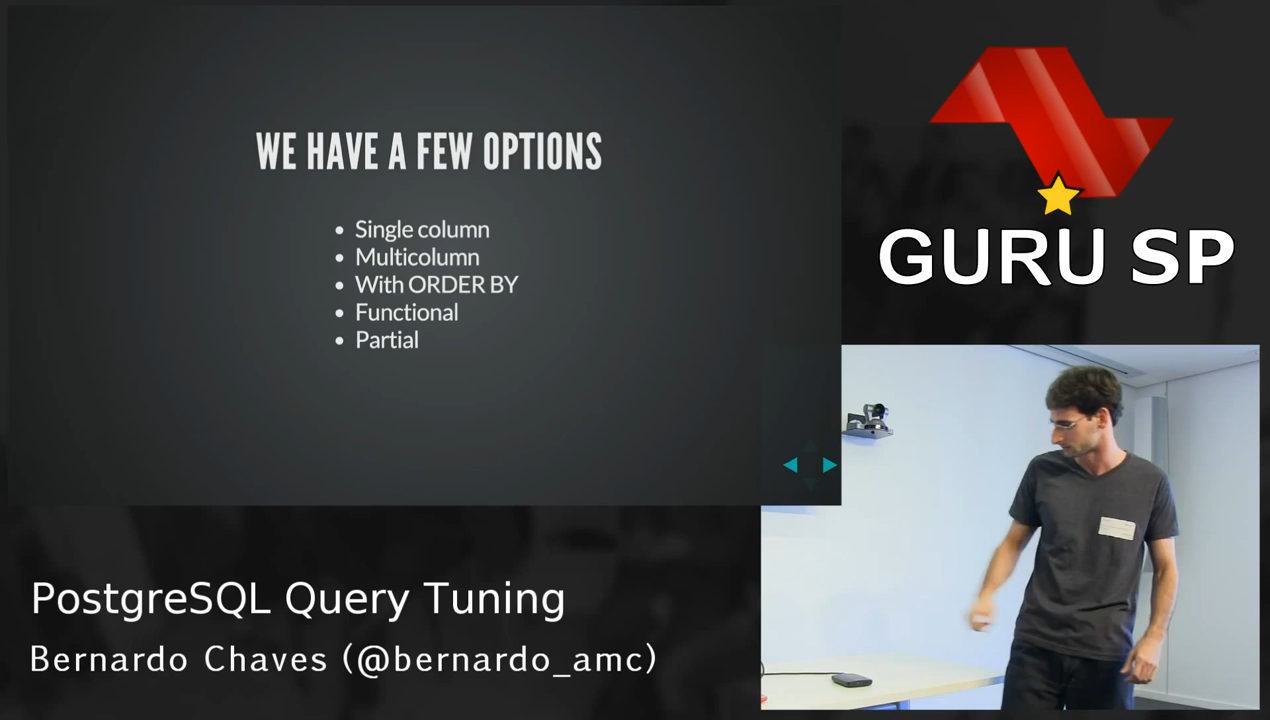 WE HAVE A FEW OPTIONS
Single column
Multicolumn
With ORDER BY
Functional
Partial
GURU SP
PostgreSQL Query Tuning
Bernardo Chaves (@bernardo_amc)